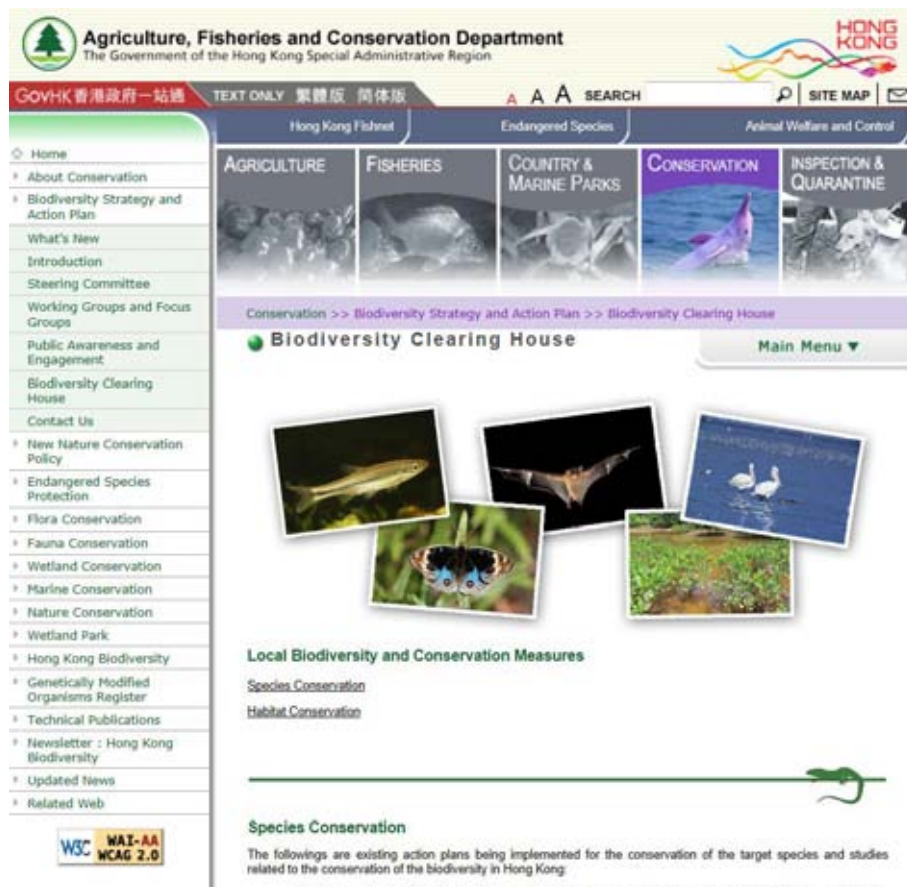 Agriculture, Fisheries and Conservation Department
The Government of the Hong Kong Special Administrative Region
HONG
KONG
GOVHK香港政府一站通
TEXT ONLY 繁體版 简体版
A A A SEARCH
SITE MAP
Hong Kong Fishnet
Endangered Species
Animal Welfare and Control
Home
About Conservation
Biodiversity Strategy and
Action Plan
What's New
Introduction
Steering Committee
Working Groups and Focus
Groups
Public Awareness and
Engagement
Biodiversity Clearing
House
Contact Us
New Nature Conservation
Policy
Endangered Species
Protection
Flora Conservation
Fauna Conservation
Wetland Conservation
Marine Conservation
Nature Conservation
Wetland Park
Hong Kong Biodiversity
Genetically Modified
Organisms Register
Technical Publications
Newsletter : Hong Kong
Biodiversity
Updated News
Related Web
W3C WAI-AA
WCAG 2.0
AGRICULTURE
FISHERIES
COUNTRY &
MARINE PARKS
CONSERVATION
INSPECTION &
QUARANTINE
Conservation >> Biodiversity Strategy and Action Plan >> Biodiversity Clearing House
Biodiversity Clearing House
Main Menu ▼
Local Biodiversity and Conservation Measures
Species Conservation
Habitat Conservation
Species Conservation
The followings are existing action plans being implemented for the conservation of the target species and studies
related to the conservation of the biodiversity in Hong Kong: